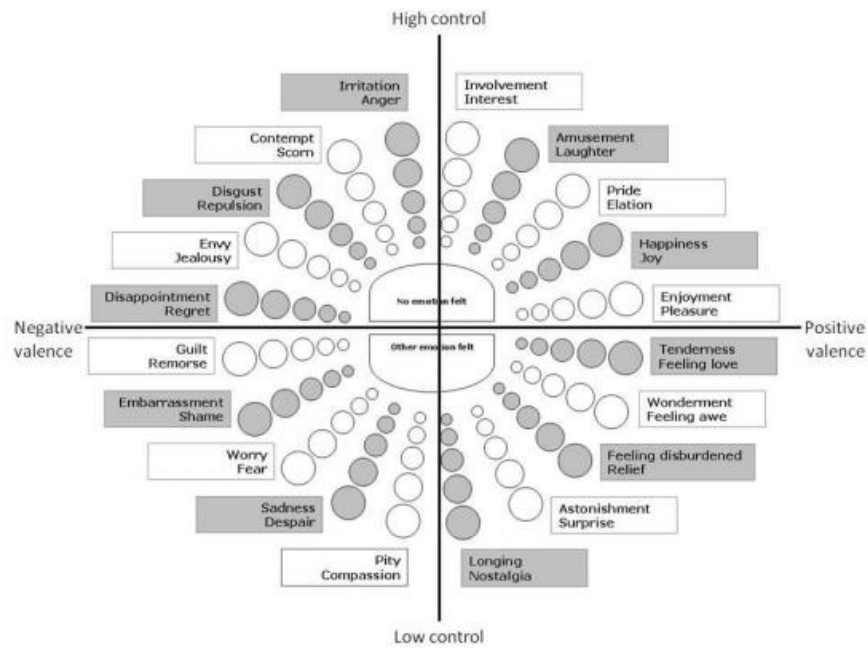 High control
Irritation
Anger
Involvement
Interest
Contempt
Scorn
Amusement
Laughter
Disgust
Repulsion
Pride
Elation
Envy
Jealousy
Happiness
Joy
Disappointment
Regret
No emotion felt
Enjoyment
Pleasure
Negative
valence
Positive
valence
Guilt
Remorse
Other emotion felt
Tenderness
Feeling love
Embarrassment
Shame
Wonderment
Feeling awe
Worry
Fear
Feeling disburdened
Relief
Sadness
Despair
Astonishment
Surprise
Pity
Compassion
Longing
Nostalgia
Low control